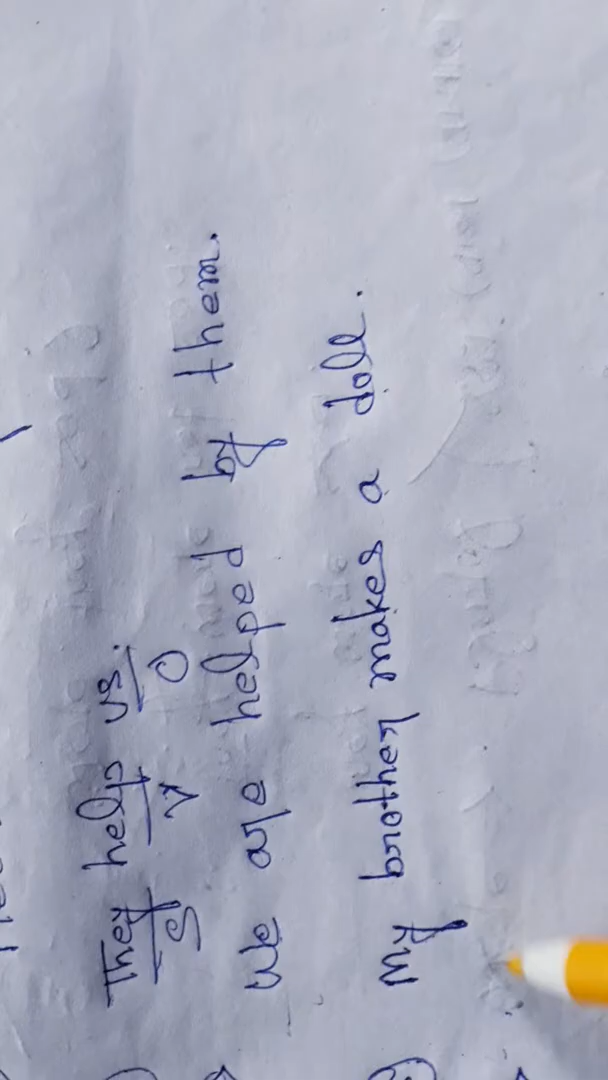 They help us.
S V O
We are helped by them.
My brother makes a doll.